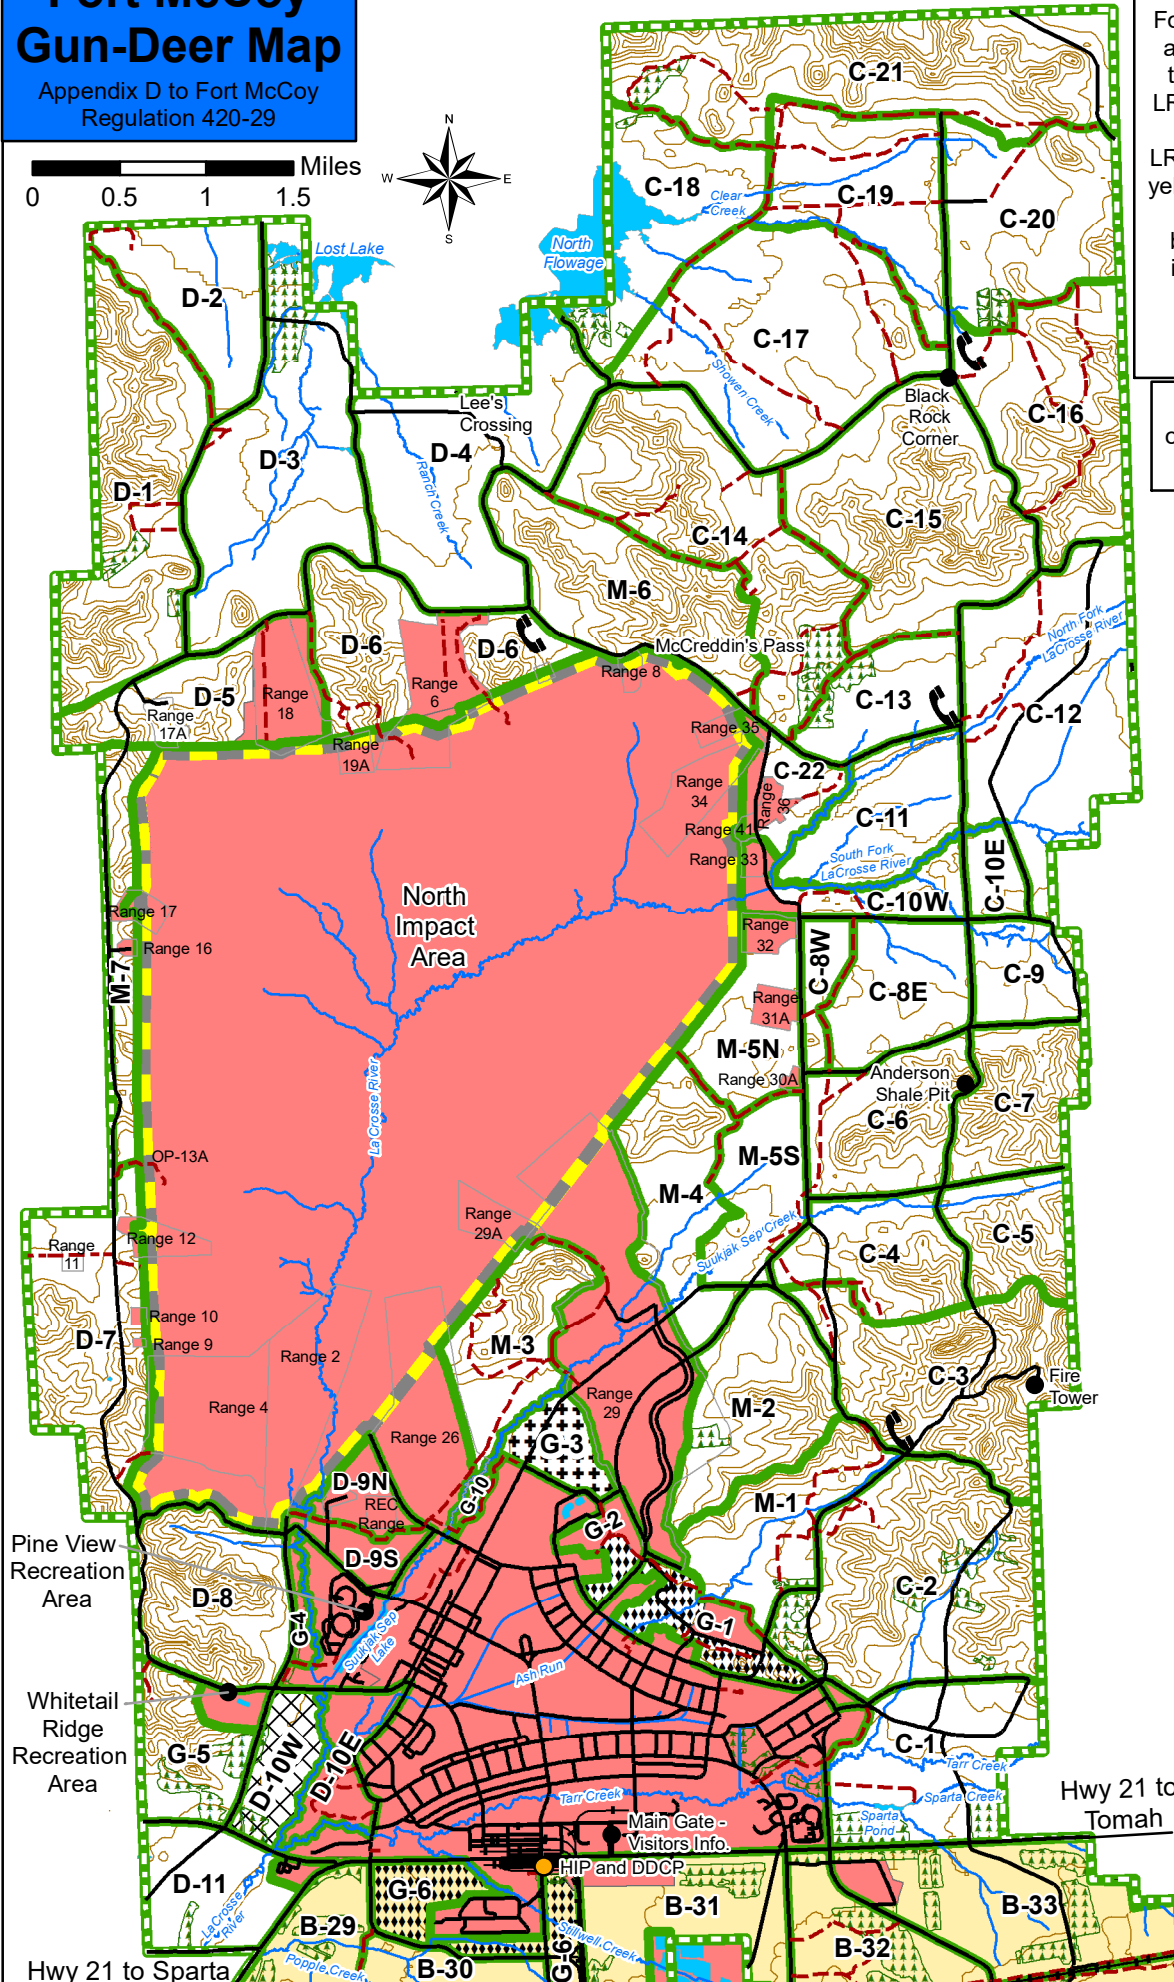 Fort McCoy
Gun-Deer Map
Appendix D to Fort McCoy
Regulation 420-29
Miles
0 0.5 1 1.5
N
W E
S
Fo
a
t
LF
LR
ye
b
i
c
C-21
C-18
Clear
Creek
C-19
C-20
North
Flowage
Lost Lake
D-2
C-17
Showen Creek
Black
Rock
Corner
C-16
Lee's
Crossing
D-4
Ranch Creek
D-3
D-1
C-14
C-15
M-6
McCreddin's Pass
North Fork
LaCrosse River
D-6
D-6
D-5
Range
18
Range
6
Range 8
Range
17A
Range
19A
Range 35
C-13
C-12
C-22
Range
34
Range
36
Range 41
C-11
Range 33
South Fork
LaCrosse River
C-10E
C-10W
North
Impact
Area
Range 17
Range 16
M-7
Range
32
C-8W
C-8E
C-9
Range
31A
M-5N
Range 30A
Anderson
Shale Pit
C-7
C-6
LaCrosse River
OP-13A
M-5S
M-4
Range
29A
Suukjak Sep Creek
C-4
C-5
Range 12
Range
11
Range 10
Range 9
D-7
Range 2
M-3
Range 4
Range
29
M-2
C-3
Fire
Tower
Range 26
G-3
D-9N
REC
Range
G-10
G-2
M-1
Pine View
Recreation
Area
D-9S
D-8
G-4
Suukjak Sep
Lake
C-2
G-1
Ash Run
Whitetail
Ridge
Recreation
Area
G-5
D-10W
D-10E
C-1
Tarr Creek
Tarr Creek
Sparta Creek
Sparta
Pond
Hwy 21 to
Tomah
Main Gate -
Visitors Info.
HIP and DDCP
D-11
LaCrosse
River
G-6
B-29
B-31
B-33
Stillwell Creek
G-6
B-32
Popple Creek
B-30
Hwy 21 to Sparta